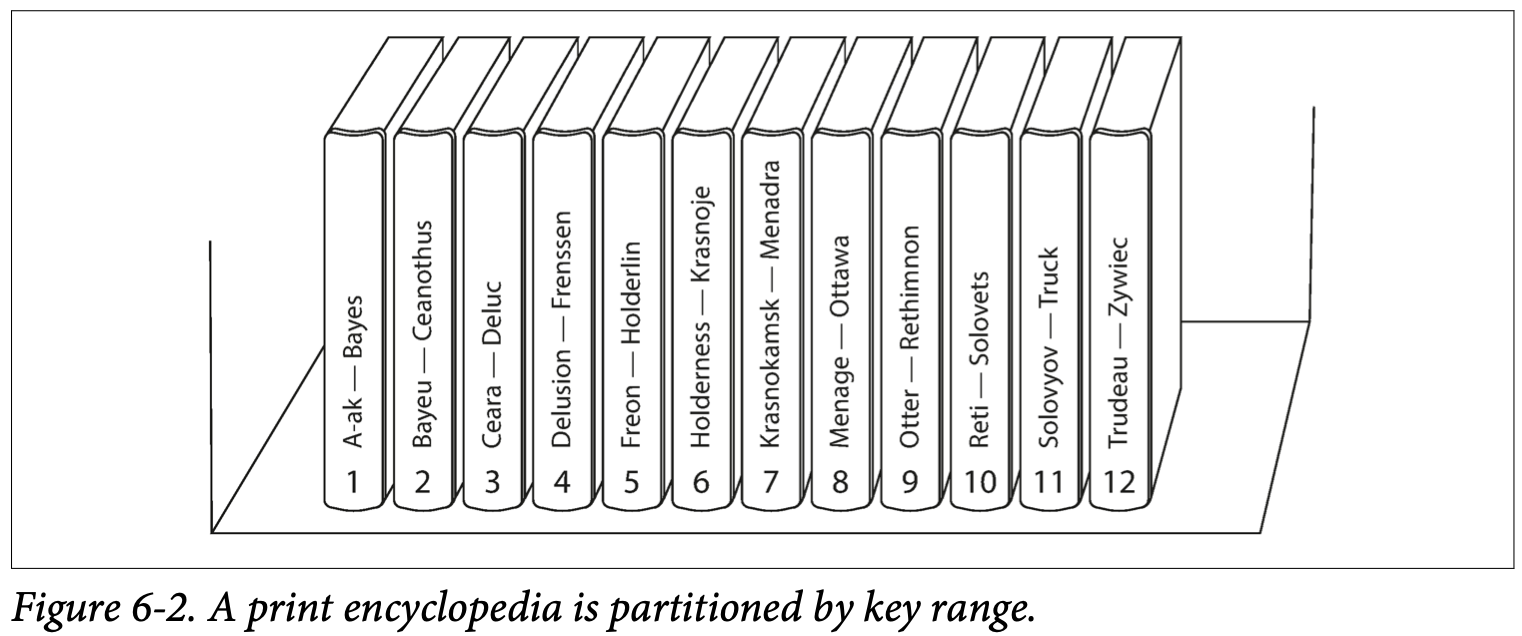 A-ak — Bayes
1
Bayeu — Ceanothus
2
Ceara — Deluc
3
Delusion — Frenssen
4
Freon — Holderlin
5
Holderness — Krasnoje
6
Krasnokamsk — Menadra
7
Menage — Ottawa
8
Otter — Rethimnon
9
Reti — Solovets
10
Solovyov — Truck
11
Trudeau — Zywiec
12
Figure 6-2. A print encyclopedia is partitioned by key range.